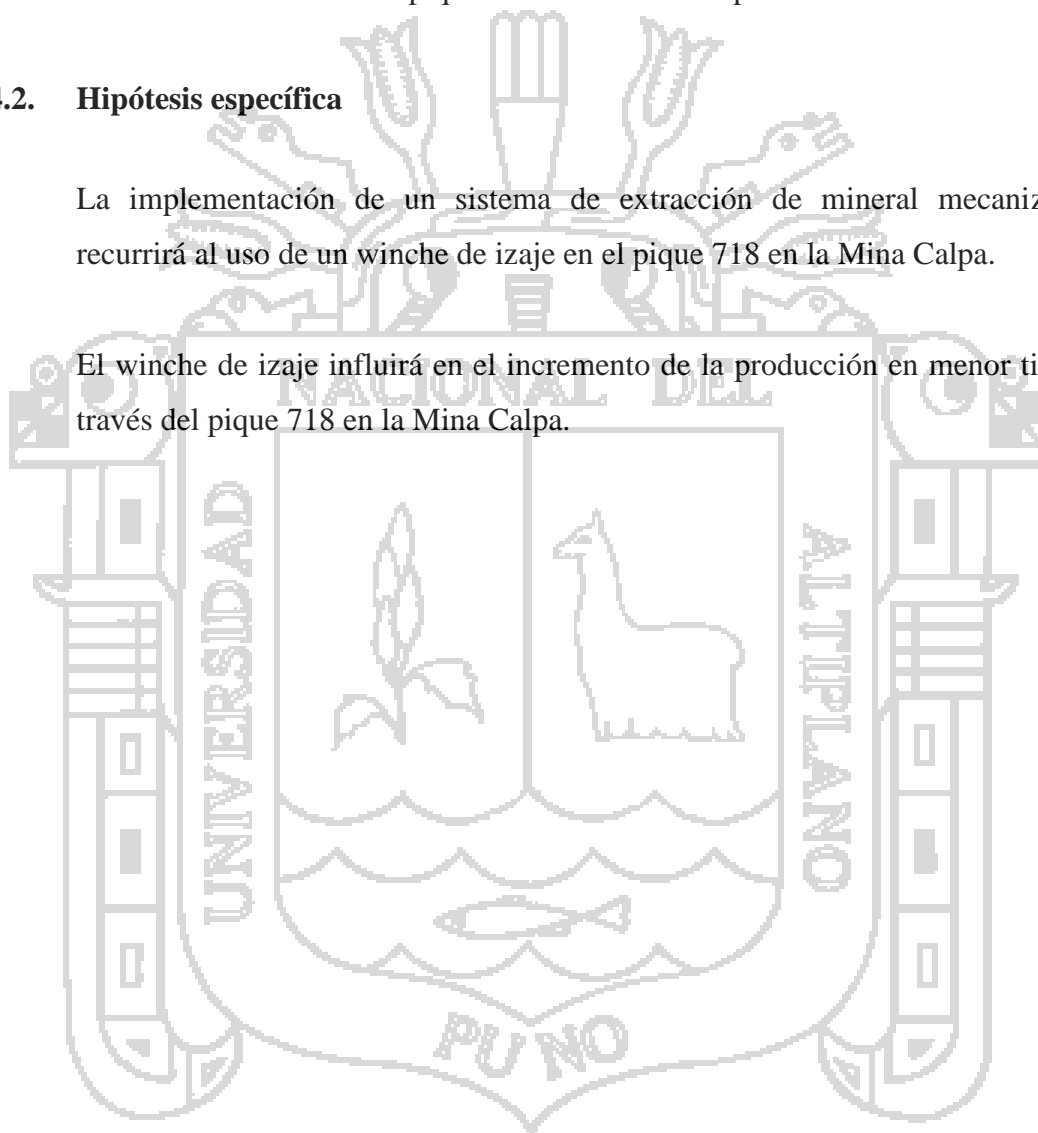 4.2. Hipótesis específica
La implementación de un sistema de extracción de mineral mecaniz
recurrirá al uso de un winche de izaje en el pique 718 en la Mina Calpa.
El winche de izaje influirá en el incremento de la producción en menor ti
través del pique 718 en la Mina Calpa.
NACIONAL DEL
UNIVERSIDAD
ALTIPLANO
PUNO